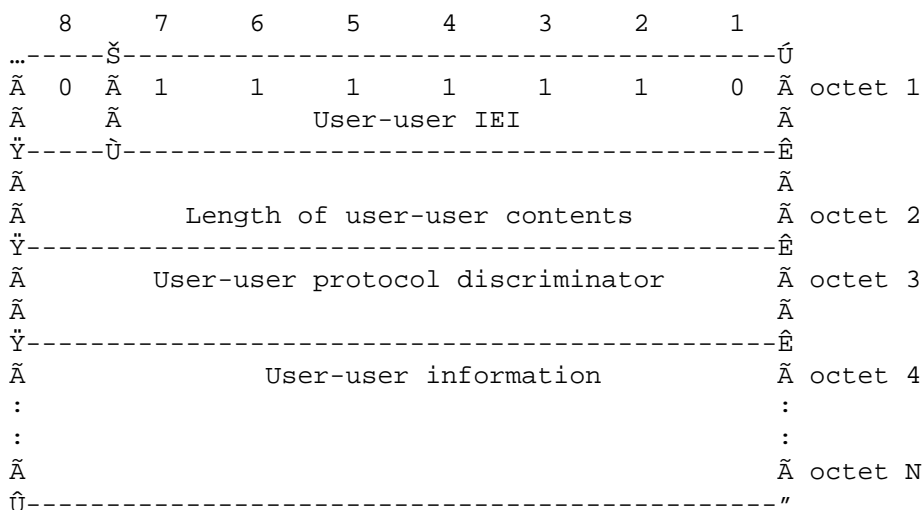 8     7     6     5     4     3     2     1
…-----Š-----------------------------------------Ú
Ã  0  Ã  1     1     1     1     1     1     0  Ã octet 1
Ã     Ã            User-user IEI                Ã
Ÿ-----Ù-----------------------------------------Ê
Ã                                               Ã
Ã          Length of user-user contents         Ã octet 2
Ÿ-----------------------------------------------Ê
Ã        User-user protocol discriminator       Ã octet 3
Ã                                               Ã
Ÿ-----------------------------------------------Ê
Ã               User-user information           Ã octet 4
:                                               :
:                                               :
Ã                                               Ã octet N
Û-----------------------------------------------″